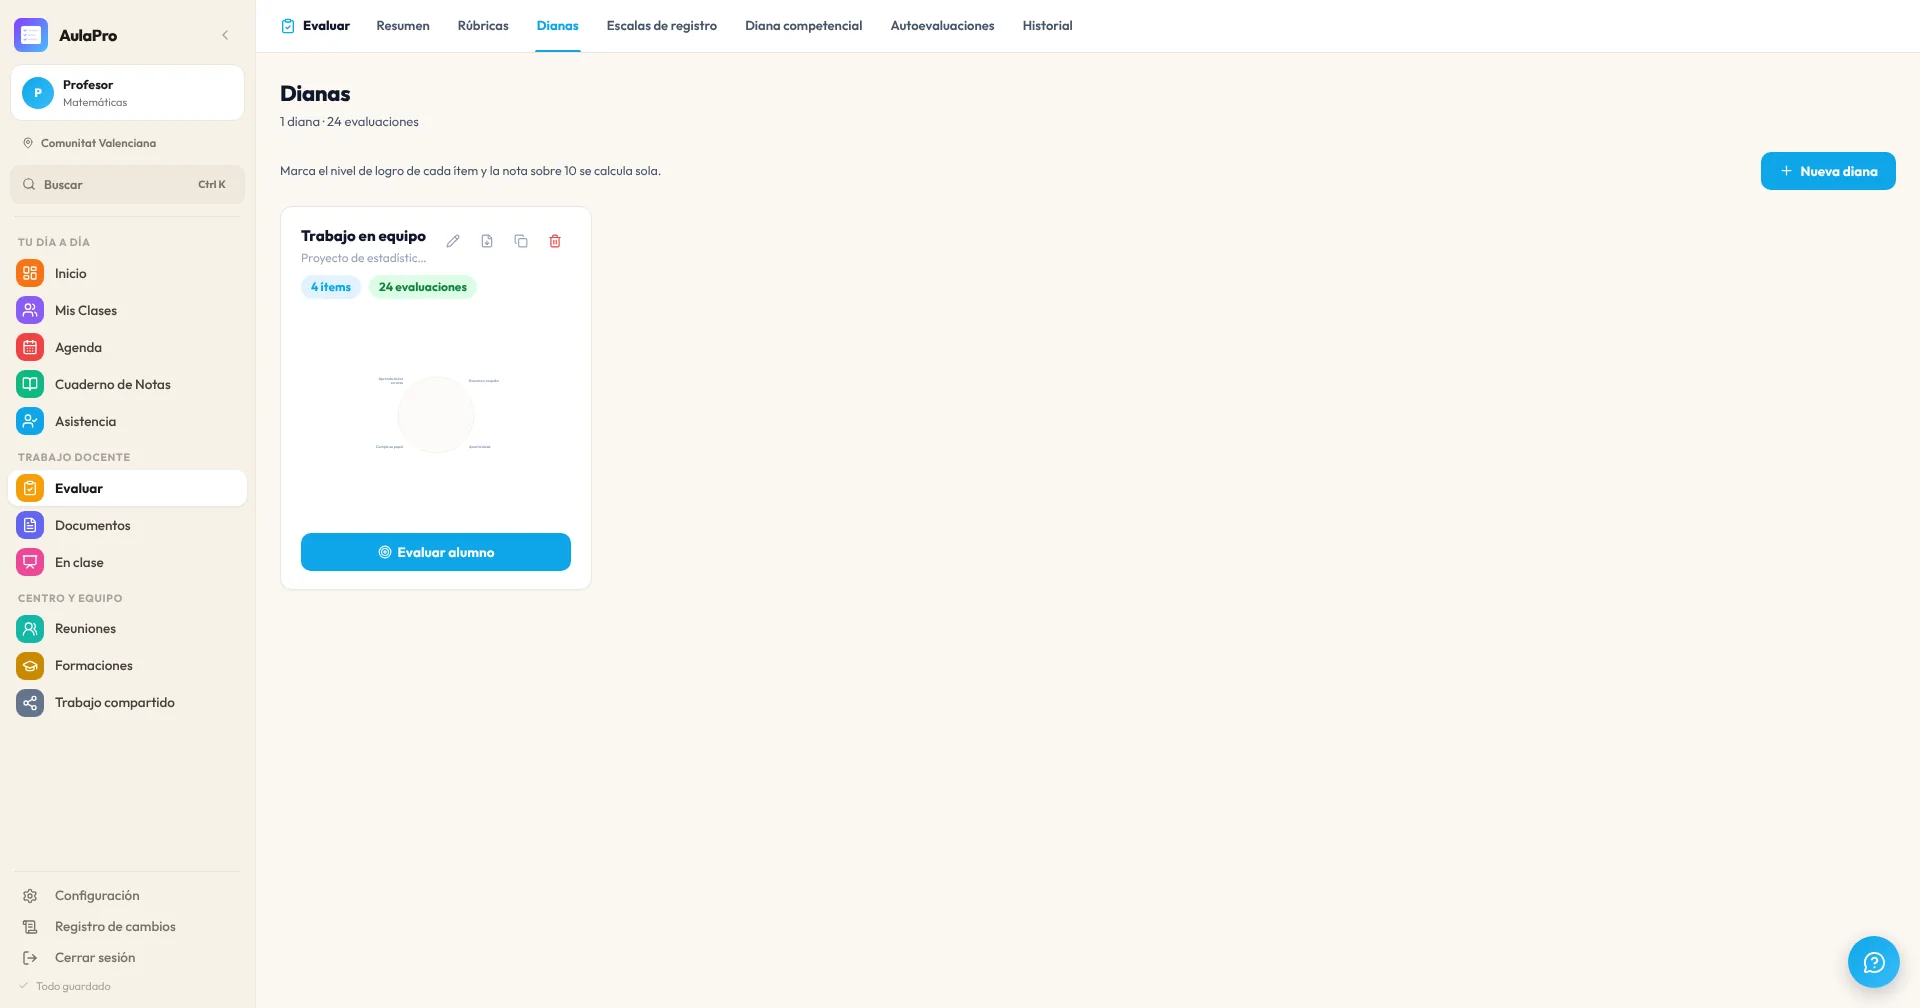 AulaPro
P
Profesor
Matemáticas
Comunitat Valenciana
Buscar
Ctrl K
TU DÍA A DÍA
Inicio
Mis Clases
Agenda
Cuaderno de Notas
Asistencia
TRABAJO DOCENTE
Evaluar
Documentos
En clase
CENTRO Y EQUIPO
Reuniones
Formaciones
Trabajo compartido
Configuración
Registro de cambios
Cerrar sesión
Todo guardado
Evaluar
Resumen
Rúbricas
Dianas
Escalas de registro
Diana competencial
Autoevaluaciones
Historial
Dianas
1 diana · 24 evaluaciones
Marca el nivel de logro de cada ítem y la nota sobre 10 se calcula sola.
Nueva diana
Trabajo en equipo
Proyecto de estadístic...
4 ítems
24 evaluaciones
Evaluar alumno